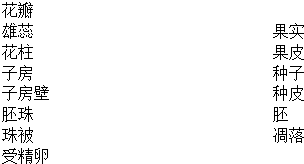 花瓣
雄蕊 果实
花柱 果皮
子房 种子
子房壁 种皮
胚珠 胚
珠被 凋落
受精卵